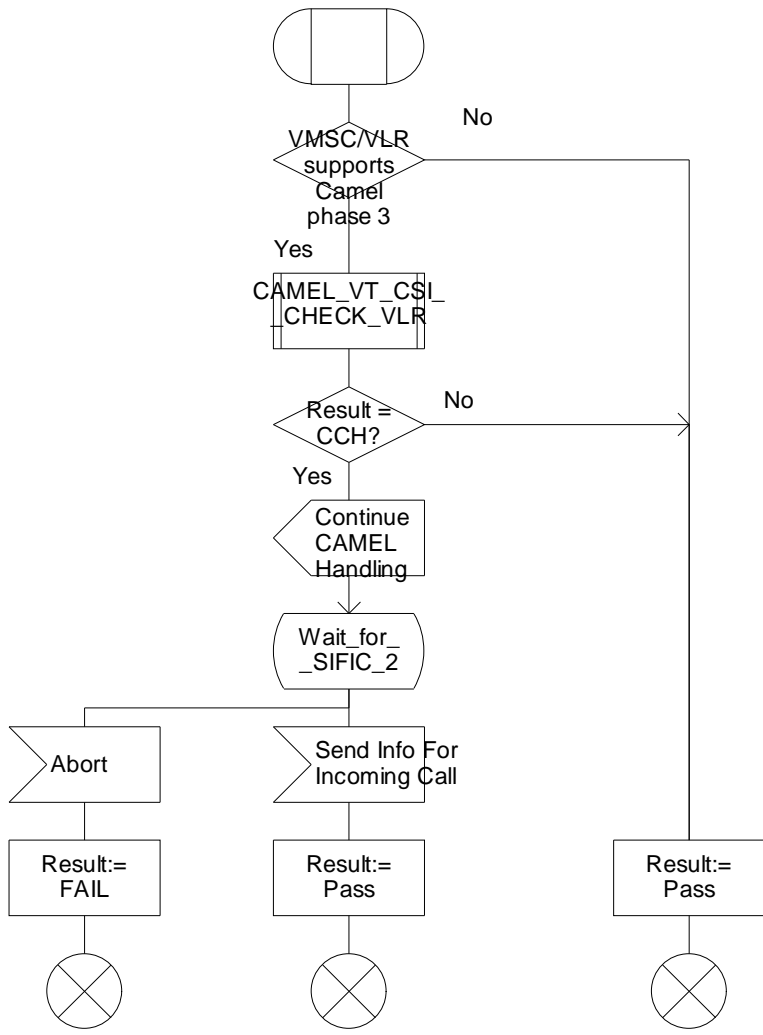 No
VMSC/VLR
supports
Camel
phase 3
Yes
CAMEL_VT_CSI_
_CHECK_VLR
Result =
CCH?
No
Yes
Continue
CAMEL
Handling
Wait_for_
_SIFIC_2
Abort
Send Info For
Incoming Call
Result:=
FAIL
Result:=
Pass
Result:=
Pass